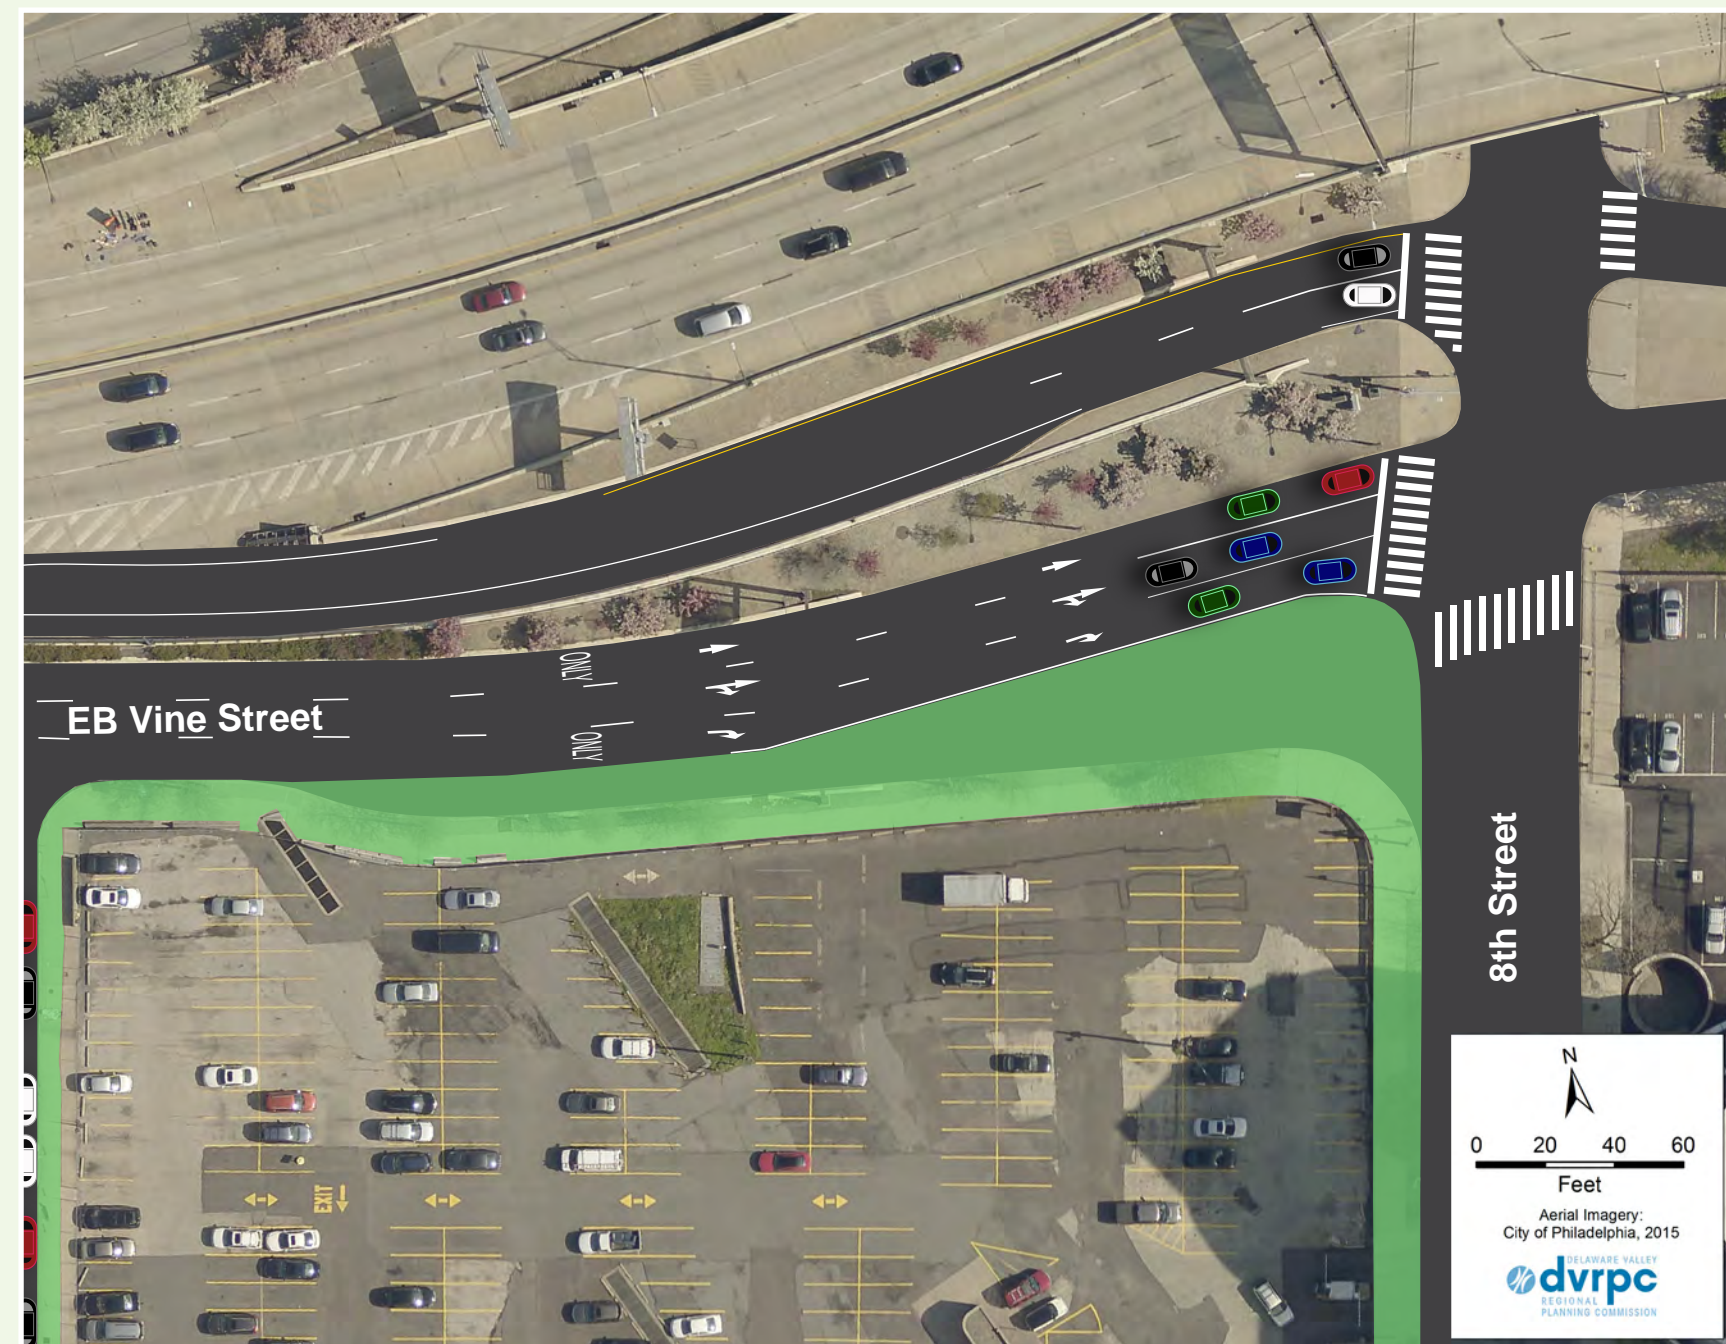 ONLY
ONLY
EB Vine Street
8th Street
EXIT
N
0 20 40 60
Feet
Aerial Imagery:
City of Philadelphia, 2015
DELAWARE VALLEY
dvrpc
REGIONAL
PLANNING COMMISSION